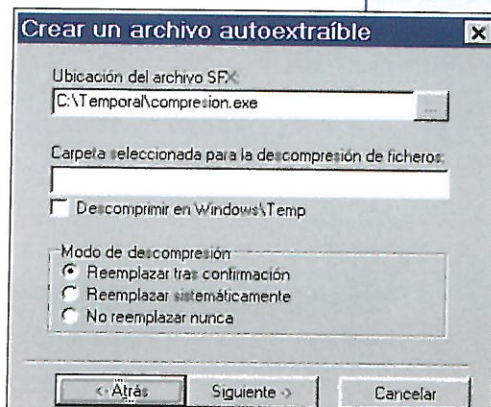 Crear un archivo autoextraíble
Ubicación del archivo SFX:
C:\Temporal\compresion.exe
...
Carpeta seleccionada para la descompresión de ficheros:
Descomprimir en Windows\Temp
Modo de descompresión
Reemplazar tras confirmación
Reemplazar sistemáticamente
No reemplazar nunca
<- Atrás Siguiente -> Cancelar